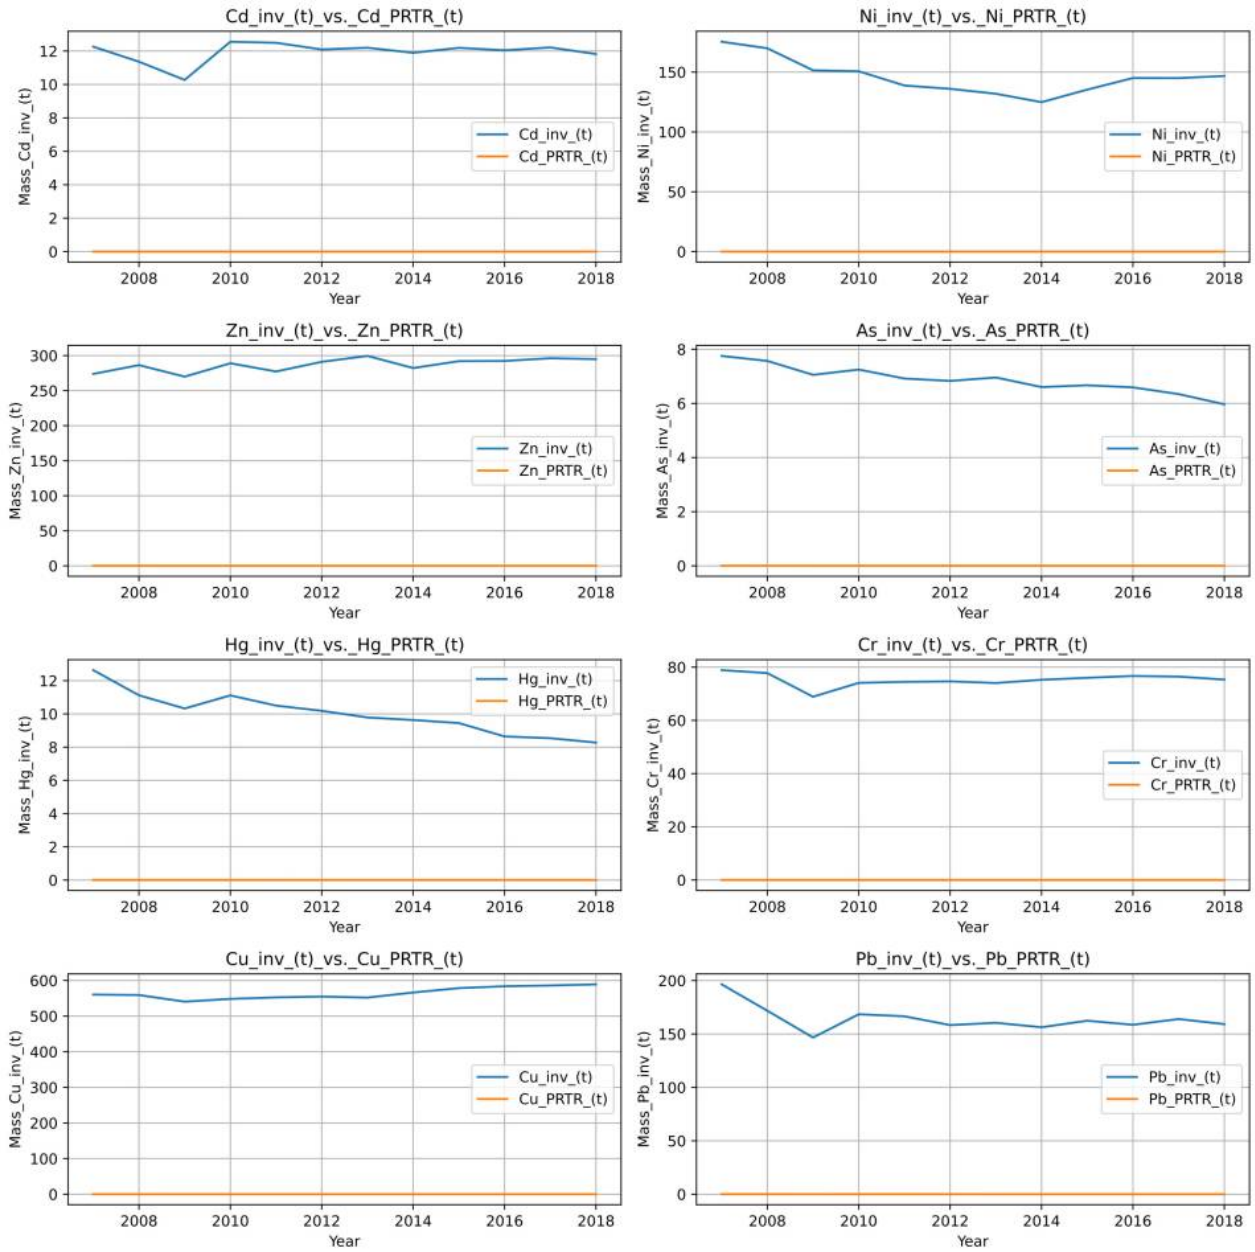 Cd_inv_(t)_vs._Cd_PRTR_(t)
Mass_Cd_inv_(t)
12
10
8
6
4
2
0
Cd_inv_(t)
Cd_PRTR_(t)
2008 2010 2012 2014 2016 2018
Year
Ni_inv_(t)_vs._Ni_PRTR_(t)
Mass_Ni_inv_(t)
150
100
50
0
Ni_inv_(t)
Ni_PRTR_(t)
2008 2010 2012 2014 2016 2018
Year
Zn_inv_(t)_vs._Zn_PRTR_(t)
Mass_Zn_inv_(t)
300
250
200
150
100
50
0
Zn_inv_(t)
Zn_PRTR_(t)
2008 2010 2012 2014 2016 2018
Year
As_inv_(t)_vs._As_PRTR_(t)
Mass_As_inv_(t)
8
6
4
2
0
As_inv_(t)
As_PRTR_(t)
2008 2010 2012 2014 2016 2018
Year
Hg_inv_(t)_vs._Hg_PRTR_(t)
Mass_Hg_inv_(t)
12
10
8
6
4
2
0
Hg_inv_(t)
Hg_PRTR_(t)
2008 2010 2012 2014 2016 2018
Year
Cr_inv_(t)_vs._Cr_PRTR_(t)
Mass_Cr_inv_(t)
80
60
40
20
0
Cr_inv_(t)
Cr_PRTR_(t)
2008 2010 2012 2014 2016 2018
Year
Cu_inv_(t)_vs._Cu_PRTR_(t)
Mass_Cu_inv_(t)
600
500
400
300
200
100
0
Cu_inv_(t)
Cu_PRTR_(t)
2008 2010 2012 2014 2016 2018
Year
Pb_inv_(t)_vs._Pb_PRTR_(t)
Mass_Pb_inv_(t)
200
150
100
50
0
Pb_inv_(t)
Pb_PRTR_(t)
2008 2010 2012 2014 2016 2018
Year